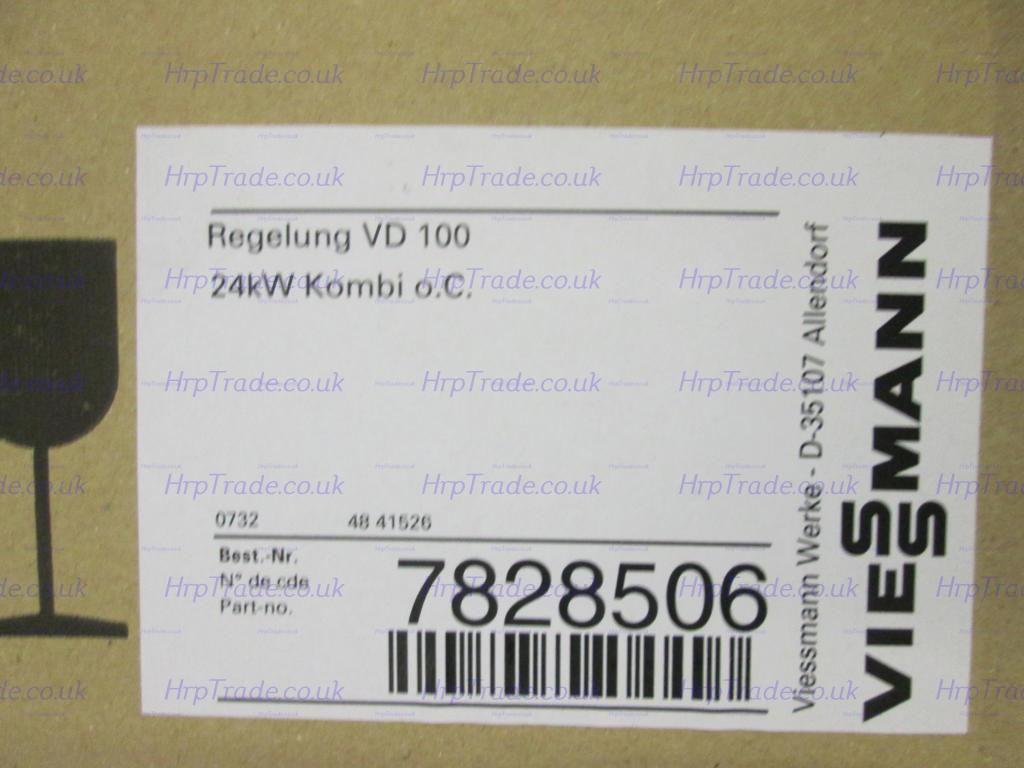 Regelung VD 100
24kW Kombi o.C.
0732 48 41526
Best.-Nr.
N° de cde
Part-no.
7828506
Viessmann Werke - D-35107 Allendorf
VIESSMANN
HrpTrade.co.uk